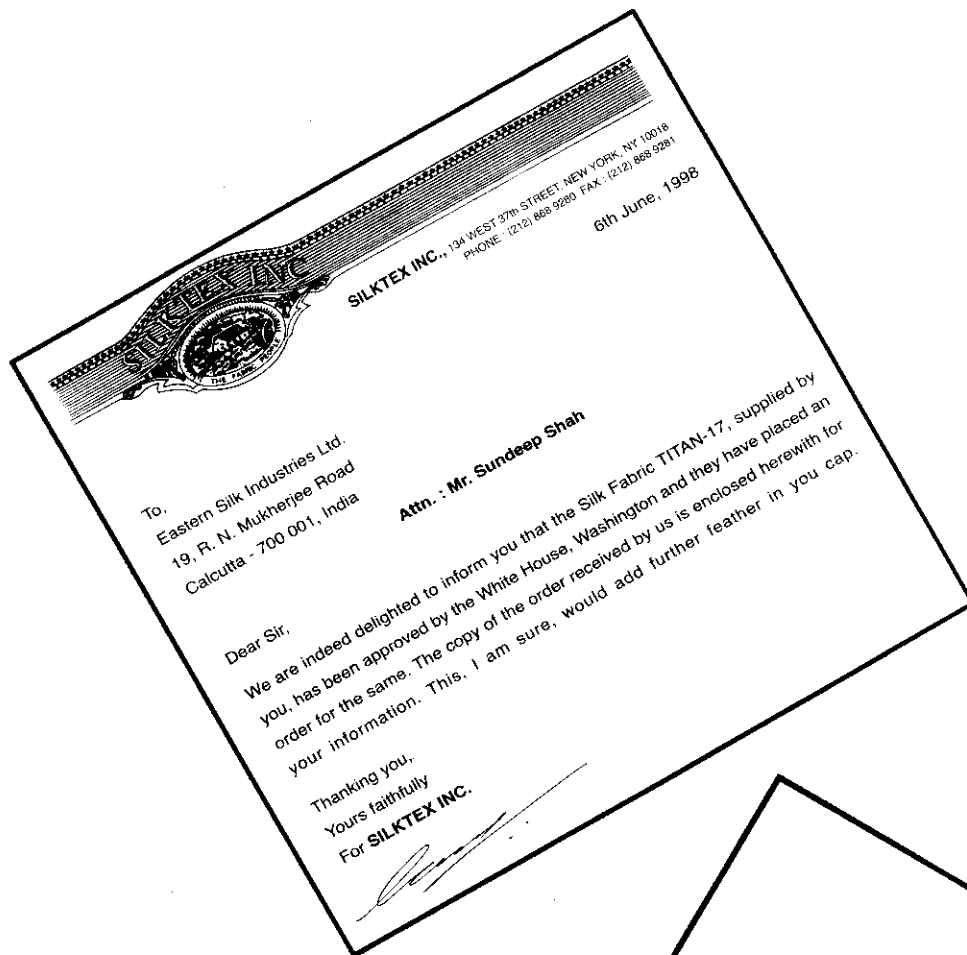 SILKTEX INC
THE FABRIC PEOPLE
SILKTEX INC., 134 WEST 37th STREET, NEW YORK, NY 10018
PHONE : (212) 868 9280 FAX : (212) 868 9281
6th June, 1998
To,
Eastern Silk Industries Ltd.
19, R. N. Mukherjee Road
Calcutta - 700 001, India
Attn. : Mr. Sundeep Shah
Dear Sir,
We are indeed delighted to inform you that the Silk Fabric TITAN-17, supplied by
you, has been approved by the White House, Washington and they have placed an
order for the same. The copy of the order received by us is enclosed herewith for
your information. This, I am sure, would add further feather in you cap.
Thanking you,
Yours faithfully
For SILKTEX INC.